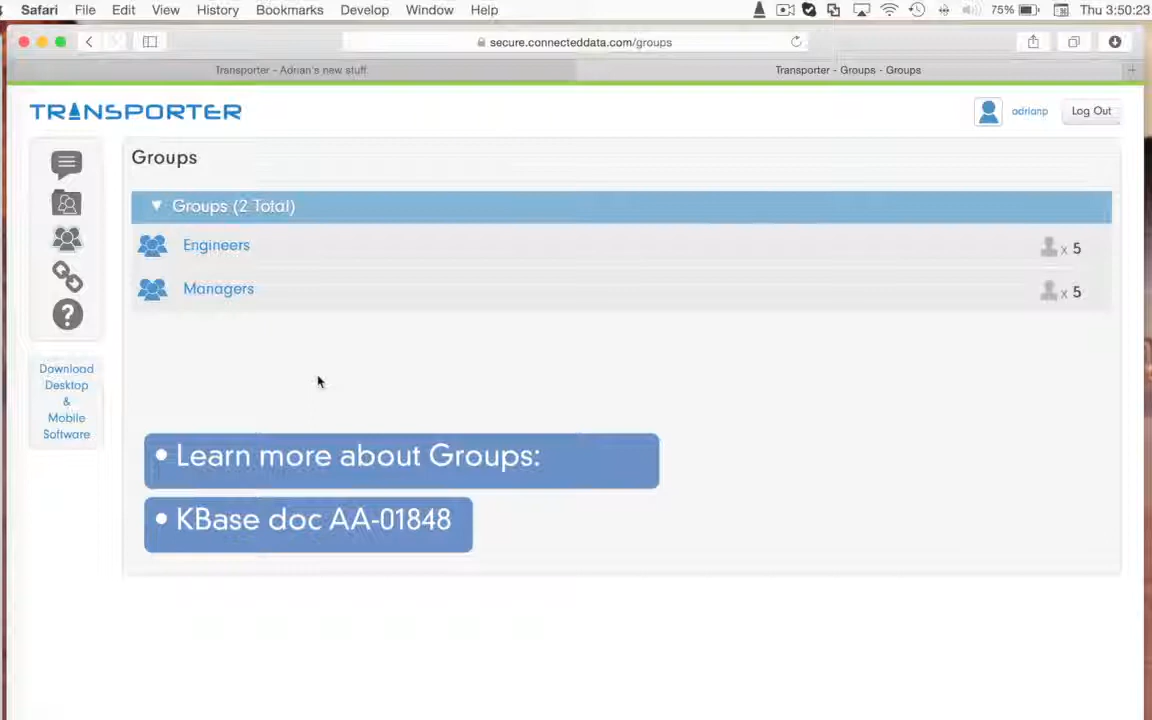 Safari File Edit View History Bookmarks Develop Window Help 75% Thu 3:50:23
secure.connecteddata.com/groups
Transporter - Adrian's new stuff
Transporter - Groups - Groups
TRANSPORTER
adrianp
Log Out
Groups
Groups (2 Total)
Engineers
x 5
Managers
x 5
?
Download
Desktop
&
Mobile
Software
• Learn more about Groups:
• KBase doc AA-01848